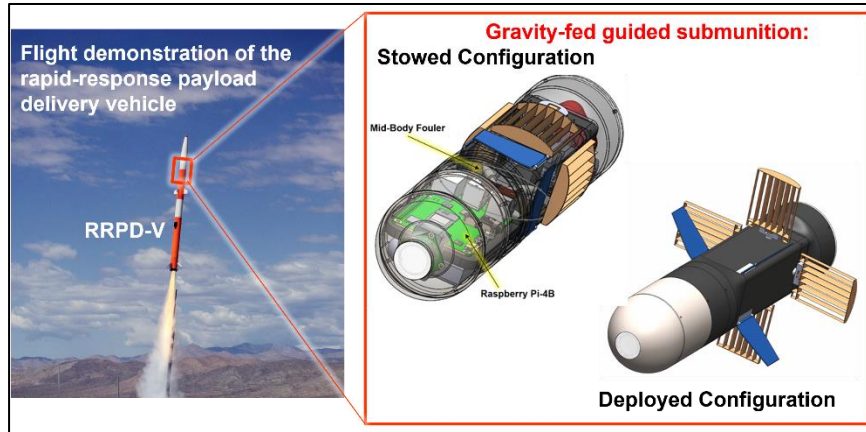 Flight demonstration of the
rapid-response payload
delivery vehicle
RRPD-V
Gravity-fed guided submunition:
Stowed Configuration
Mid-Body Fouler
Raspberry Pi-4B
Deployed Configuration